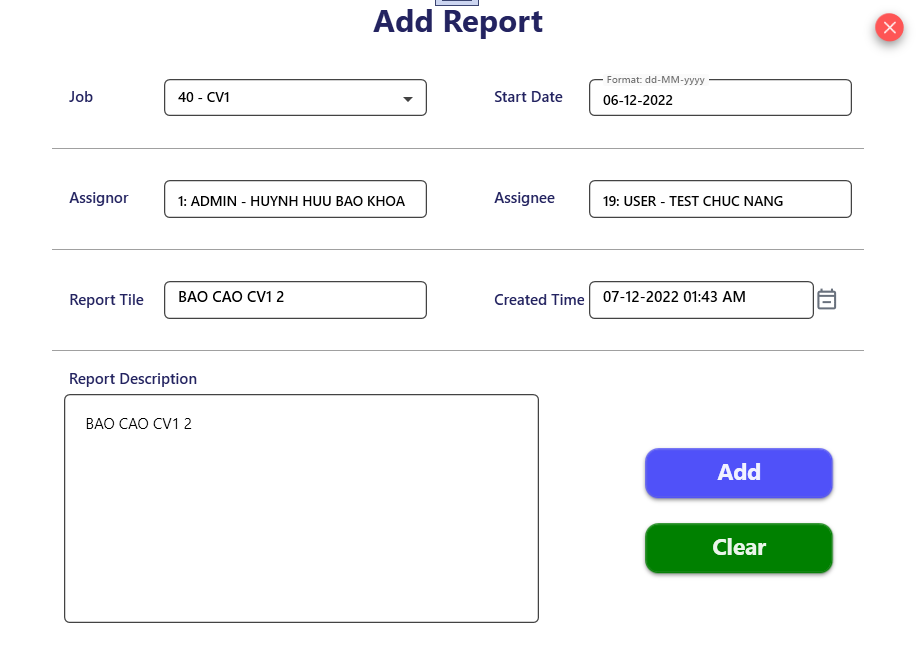 Add Report
Job
40 - CV1
Start Date
Format: dd-MM-yyyy
06-12-2022
Assignor
1: ADMIN - HUYNH HUU BAO KHOA
Assignee
19: USER - TEST CHUC NANG
Report Tile
BAO CAO CV1 2
Created Time
07-12-2022 01:43 AM
Report Description
BAO CAO CV1 2
Add
Clear